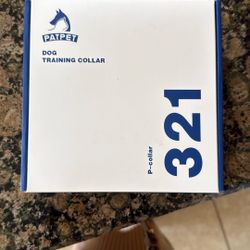 PATPET
DOG
TRAINING COLLAR
P-collar
321